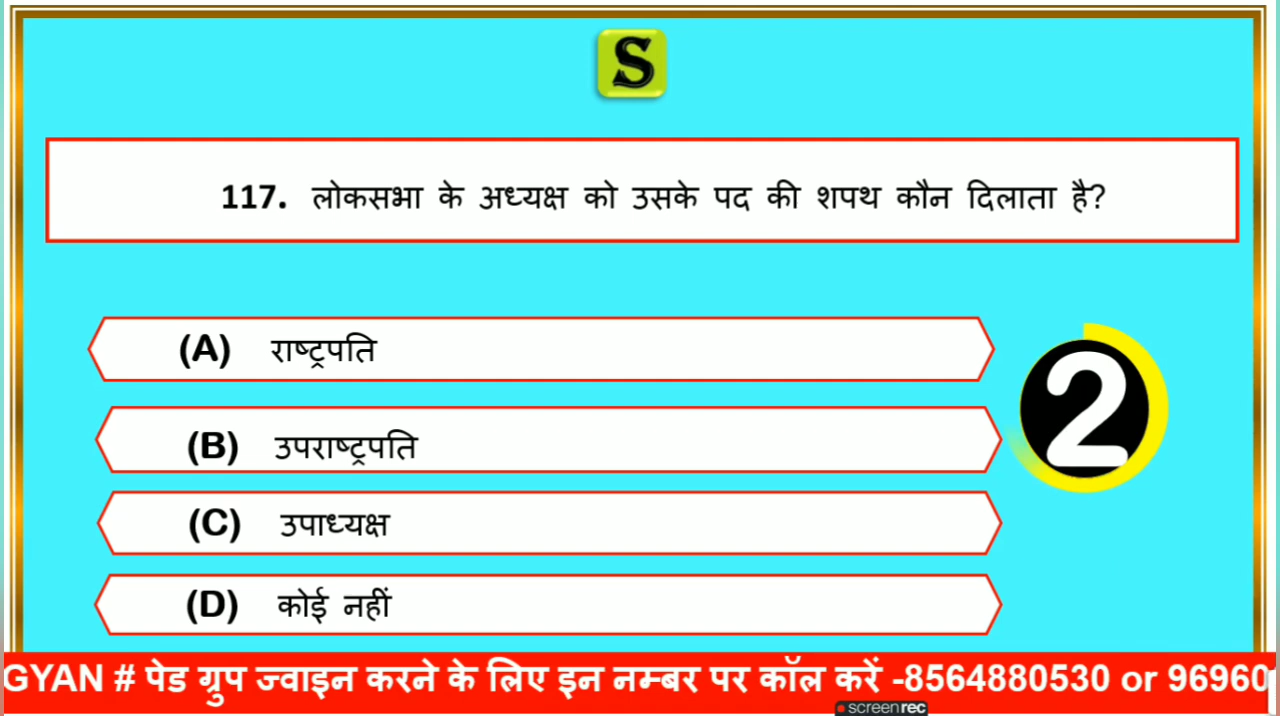 S
117. लोकसभा के अध्यक्ष को उसके पद की शपथ कौन दिलाता है?
(A) राष्ट्रपति
(B) उपराष्ट्रपति
(C) उपाध्यक्ष
(D) कोई नहीं
2
GYAN # पेड ग्रुप ज्वाइन करने के लिए इन नम्बर पर कॉल करें -8564880530 or 96960
screenrec